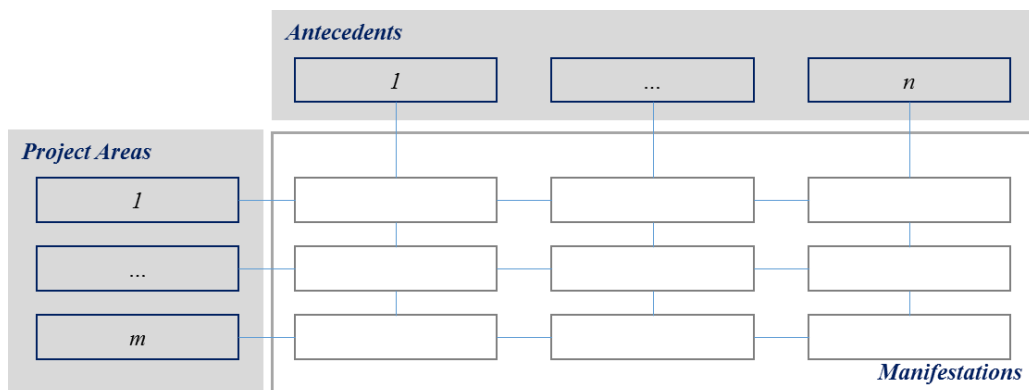 Antecedents
1
...
n
Project Areas
1
...
m
Manifestations